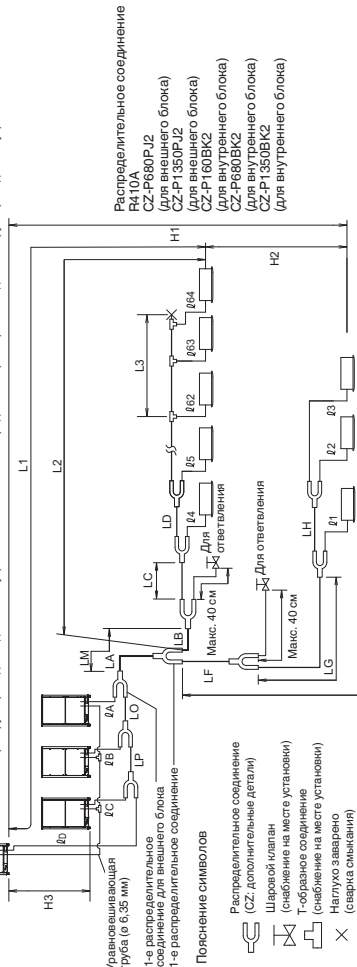 L1
L2
L3
H1
H2
H3
LM
LA
LB
LC
LD
LF
LG
LH
LO
LP
ℓA
ℓB
ℓC
ℓD
ℓ1
ℓ2
ℓ3
ℓ4
ℓ5
ℓ62
ℓ63
ℓ64
Для
ответвления
Макс. 40 см
Для ответвления
Макс. 40 см
Распределительное соединение
R410A
CZ-P680PJ2
(для внешнего блока)
CZ-P1350PJ2
(для внешнего блока)
CZ-P160BK2
(для внутреннего блока)
CZ-P680BK2
(для внутреннего блока)
CZ-P1350BK2
(для внутреннего блока)
Уравновешивающая
труба (ø 6,35 мм)
1-е распределительное
соединение для внешнего блока
1-е распределительное соединение
Пояснение символов
Распределительное соединение
(CZ: дополнительные детали)
Шаровой клапан
(снабжение на месте установки)
Т-образное соединение
(снабжение на месте установки)
Наглухо заварено
(сварка смыкания)